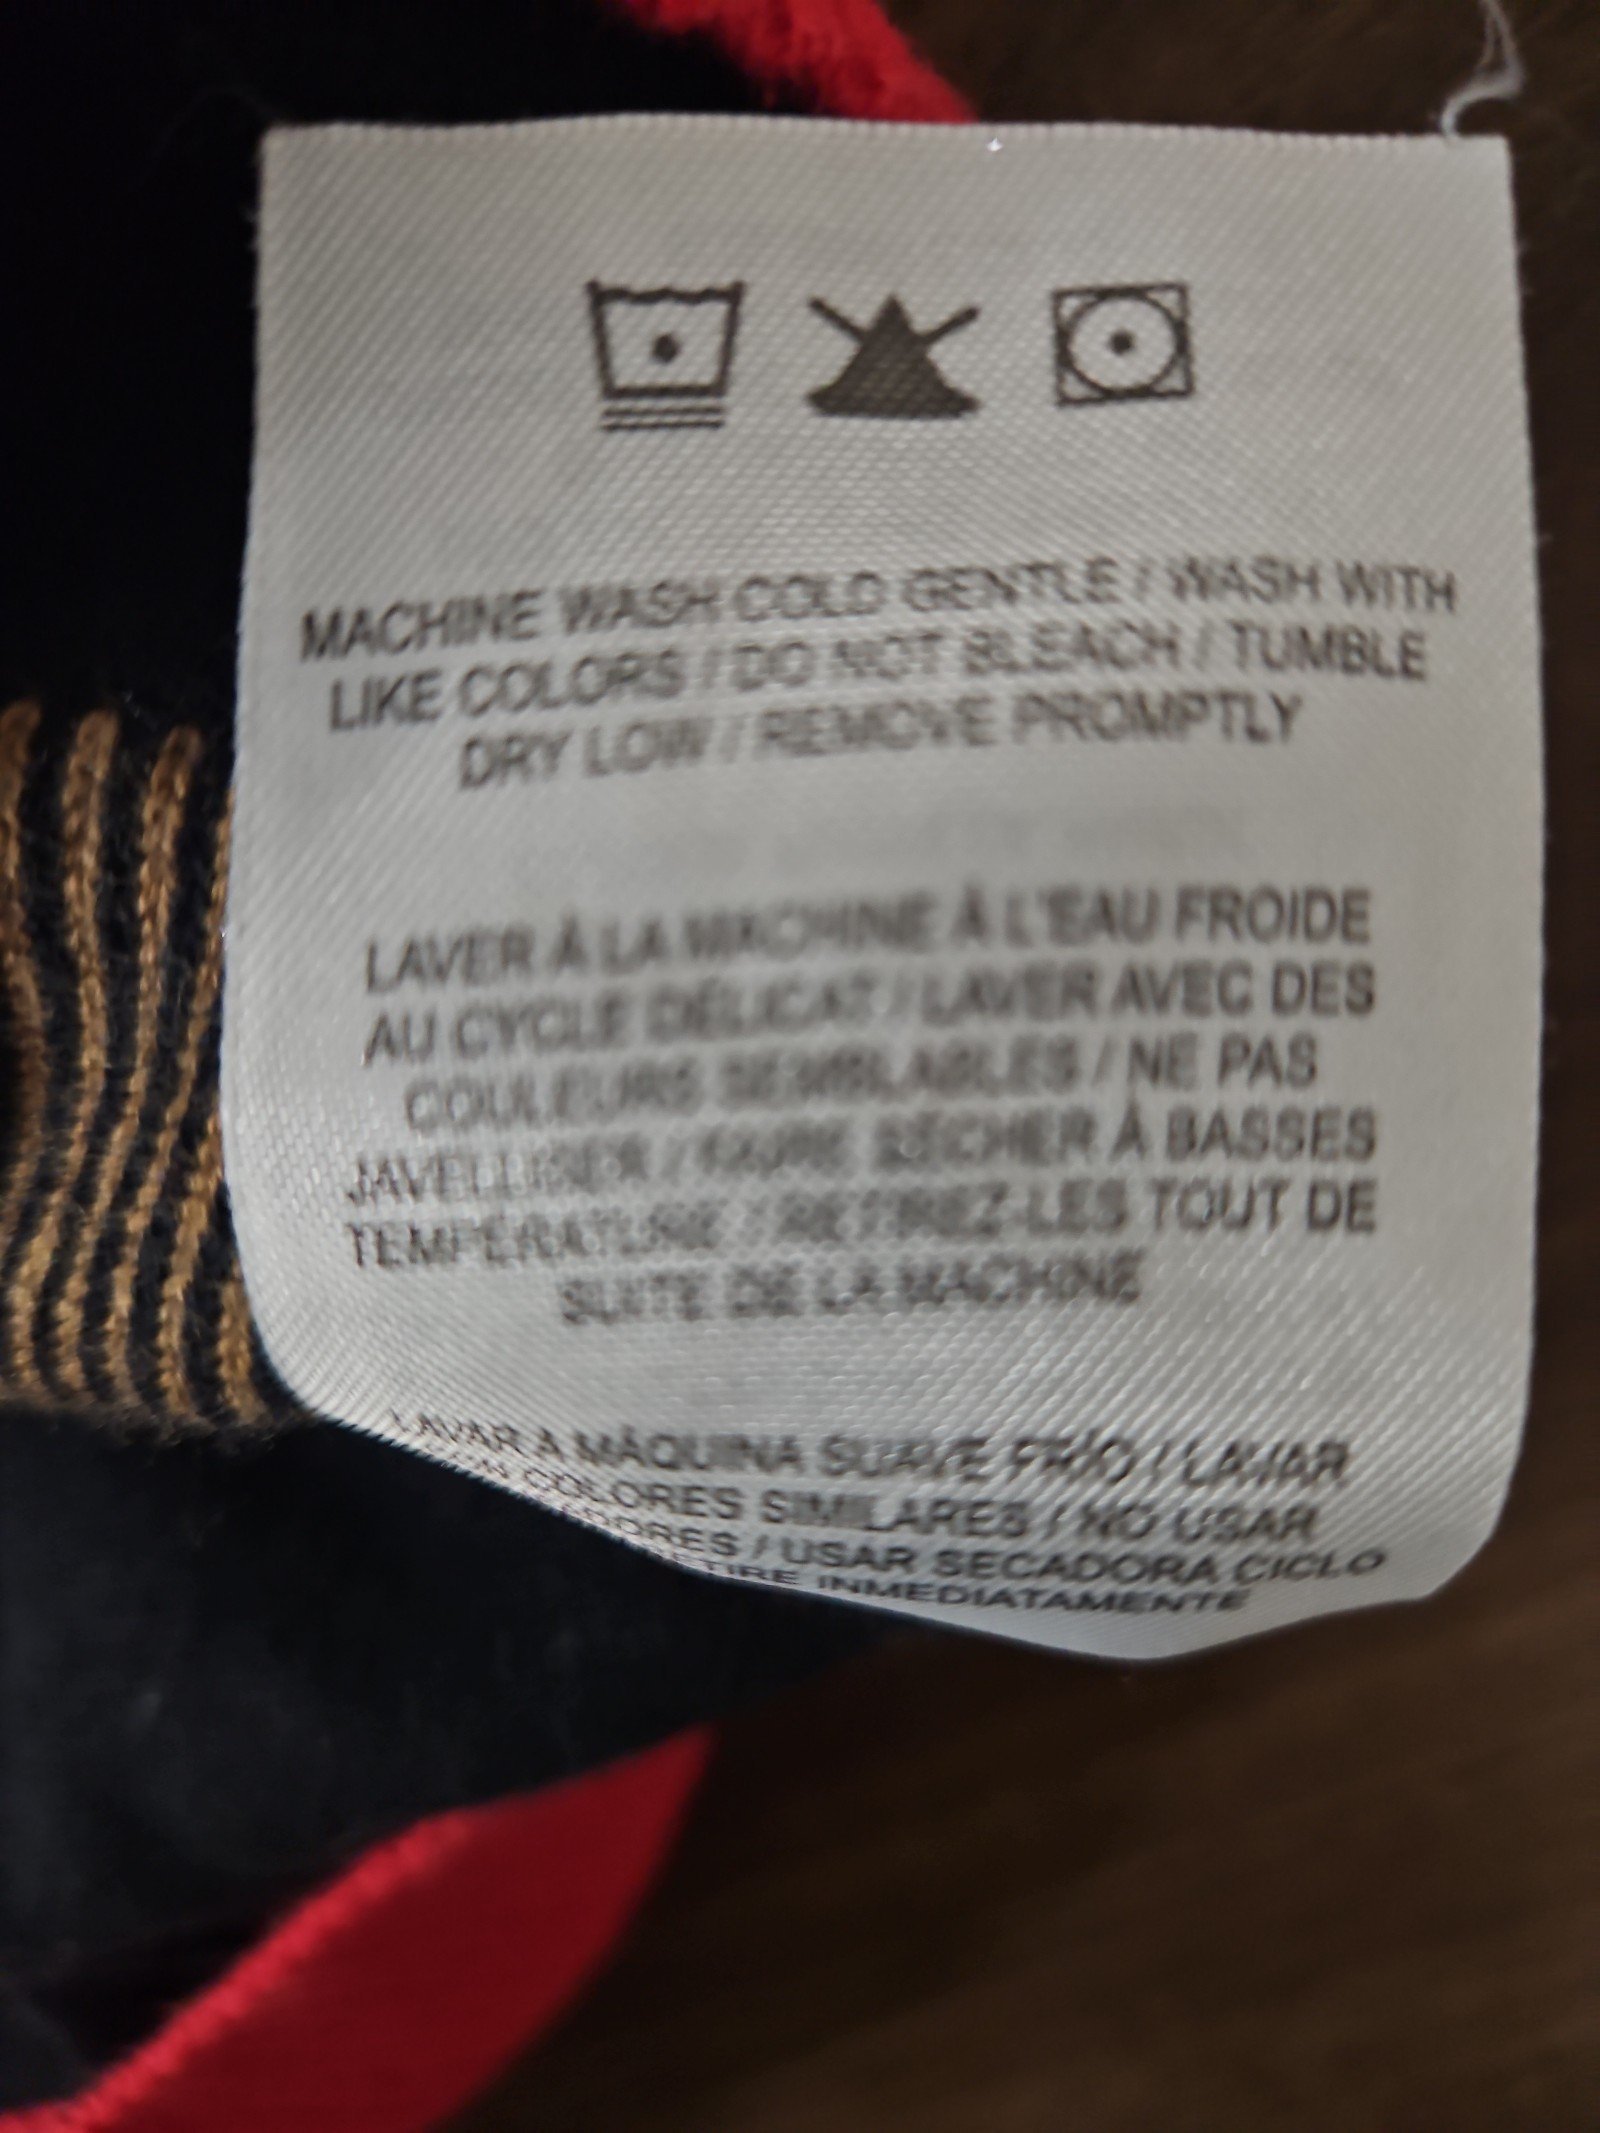 MACHINE WASH COLD GENTLE / WASH WITH
LIKE COLORS / DO NOT BLEACH / TUMBLE
DRY LOW / REMOVE PROMPTLY
LAVER À LA MACHINE À L'EAU FROIDE
AU CYCLE DÉLICAT / LAVER AVEC DES
COULEURS SEMBLABLES / NE PAS
JAVELLISER / FAIRE SÉCHER À BASSES
TEMPÉRATURE / RETIREZ-LES TOUT DE
SUITE DE LA MACHINE
LAVAR A MÁQUINA SUAVE FRÍO / LAVAR
COLORES SIMILARES / NO USAR
/ USAR SECADORA CICLO
INMEDIATAMENTE